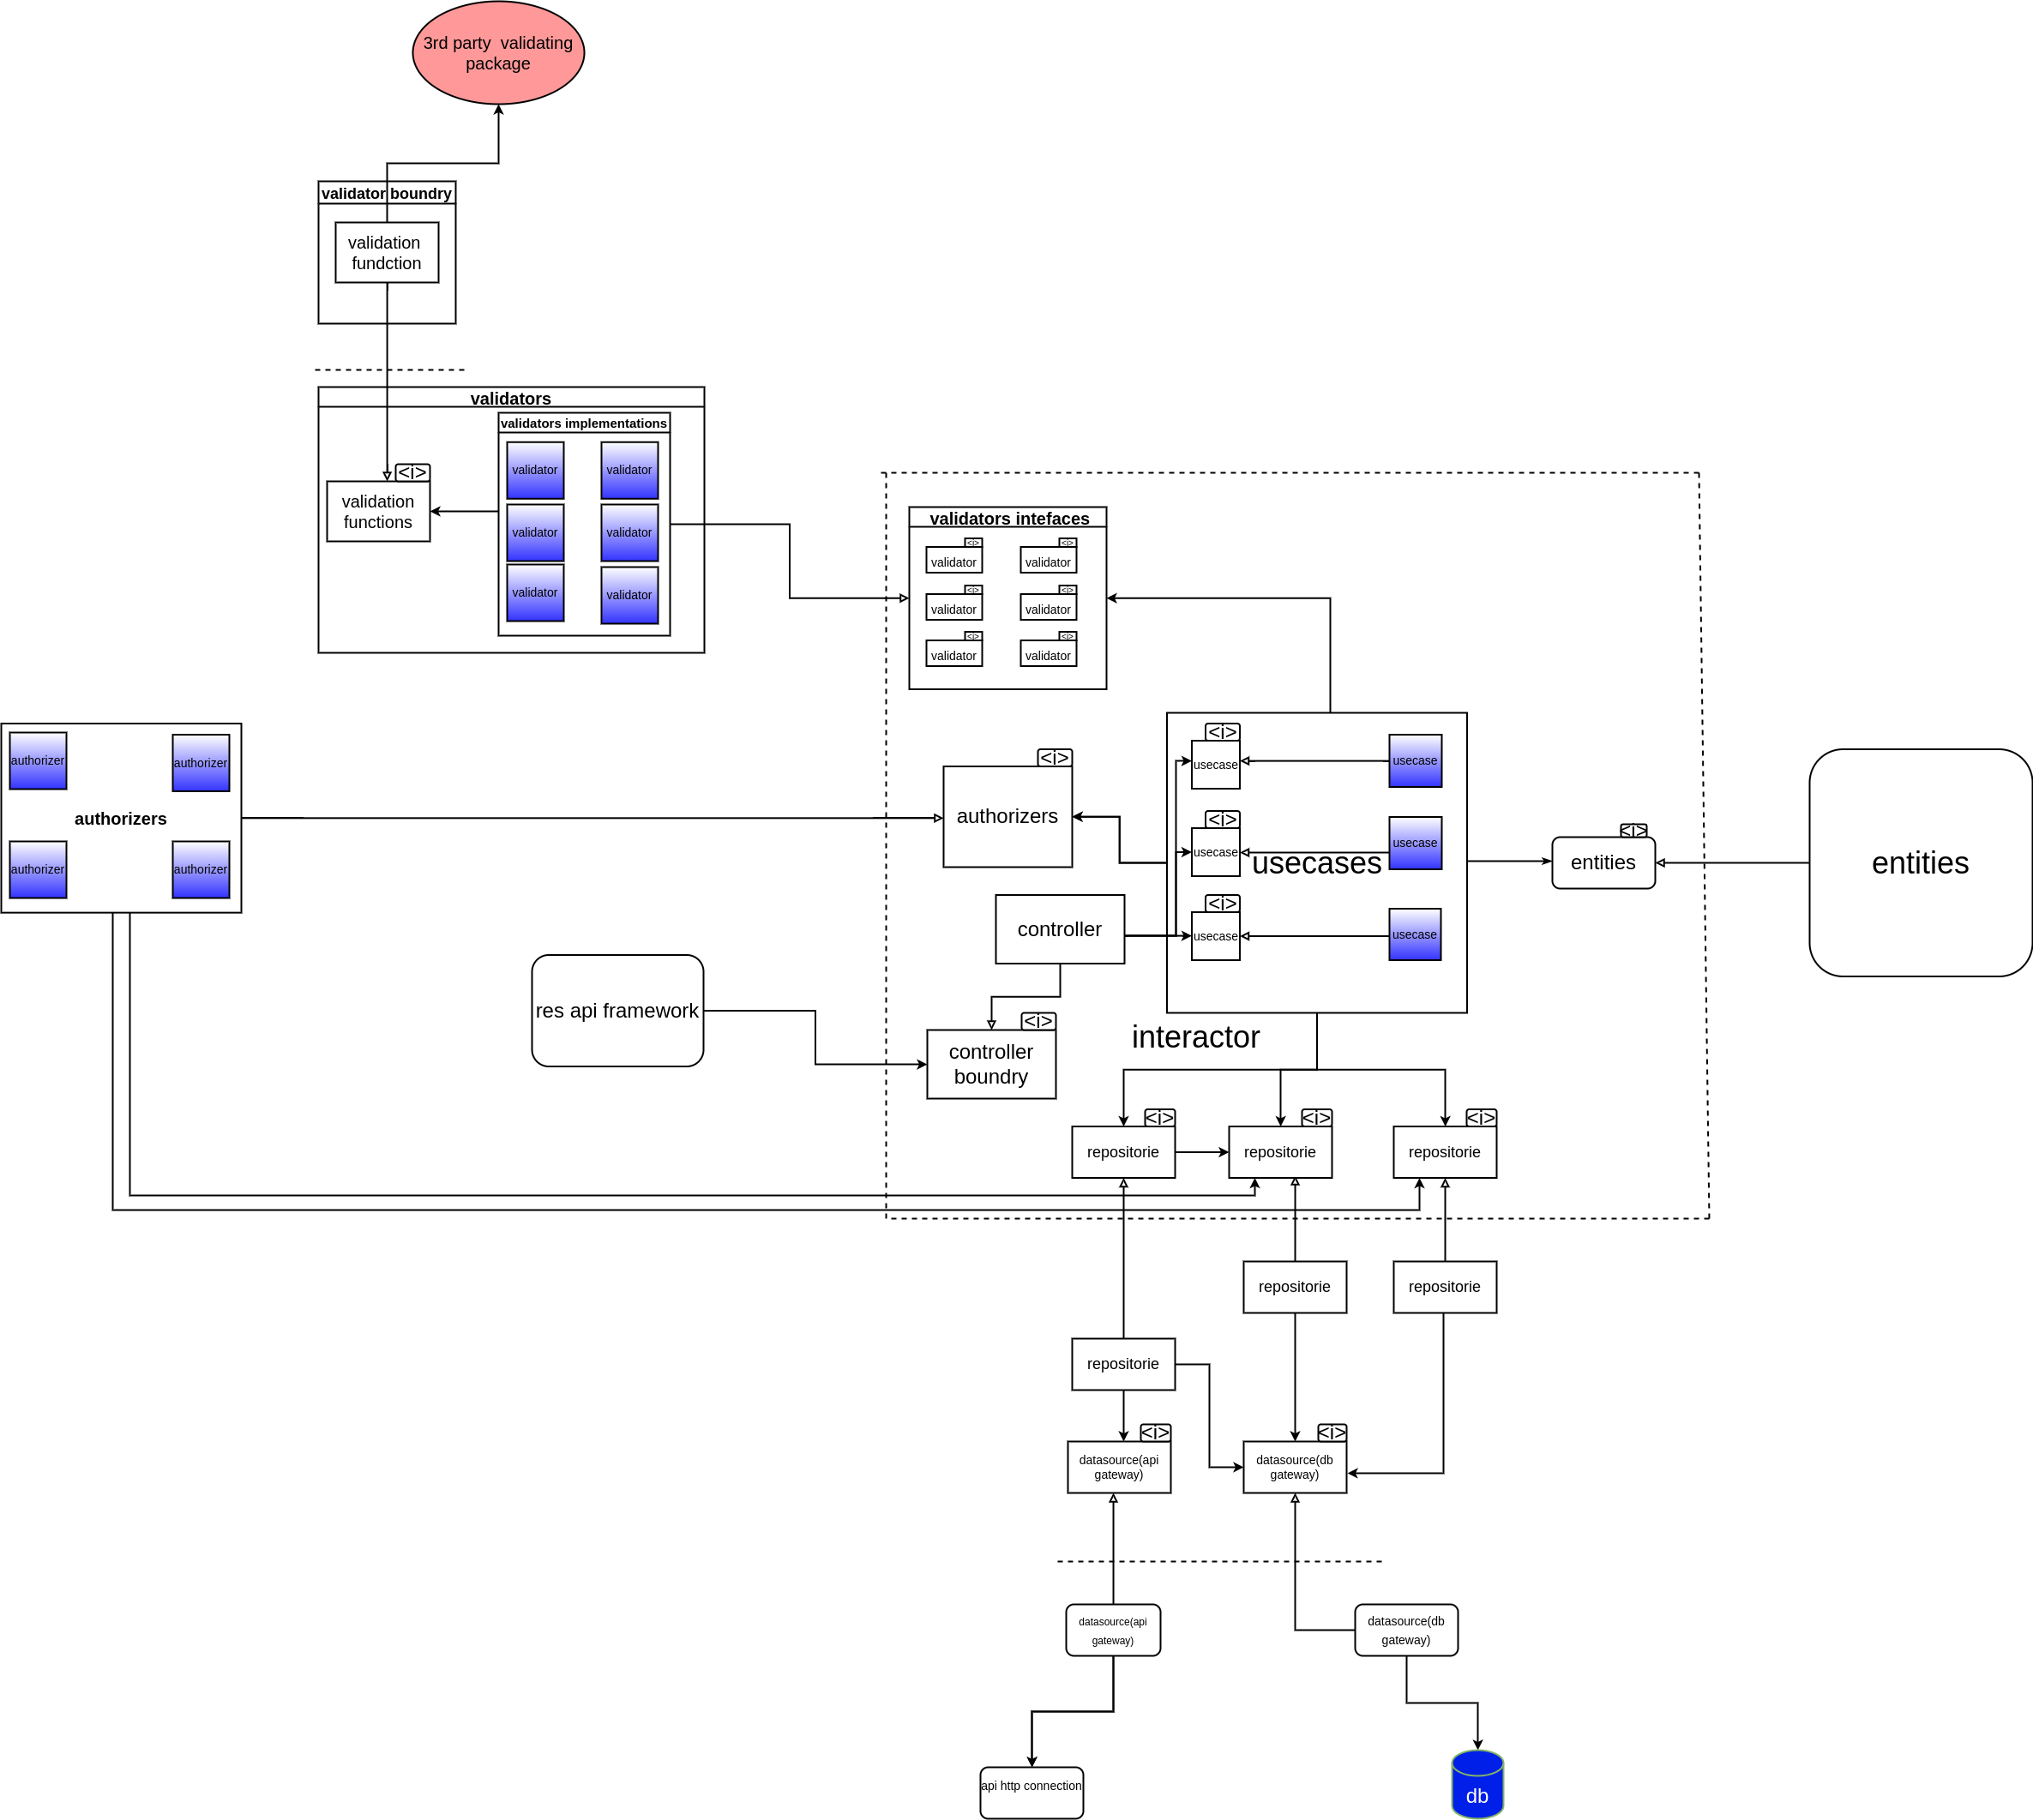 3rd party  validating
package
validator boundry
validation
fundction
validators
validators implementations
validator
validator
<i>
validation
functions
validator
validator
validator
validator
validators intefaces
<i>
validator
<i>
validator
<i>
validator
<i>
validator
<i>
validator
<i>
validator
authorizer
authorizer
authorizers
authorizer
authorizer
<i>
authorizers
<i>
usecase
usecase
<i>
usecase
usecase
usecases
<i>
usecase
usecase
<i>
entities
entities
controller
res api framework
<i>
controller
boundry
interactor
<i>
repositorie
<i>
repositorie
<i>
repositorie
repositorie
repositorie
repositorie
<i>
datasource(api
gateway)
<i>
datasource(db
gateway)
datasource(api
gateway)
datasource(db
gateway)
api http connection
db